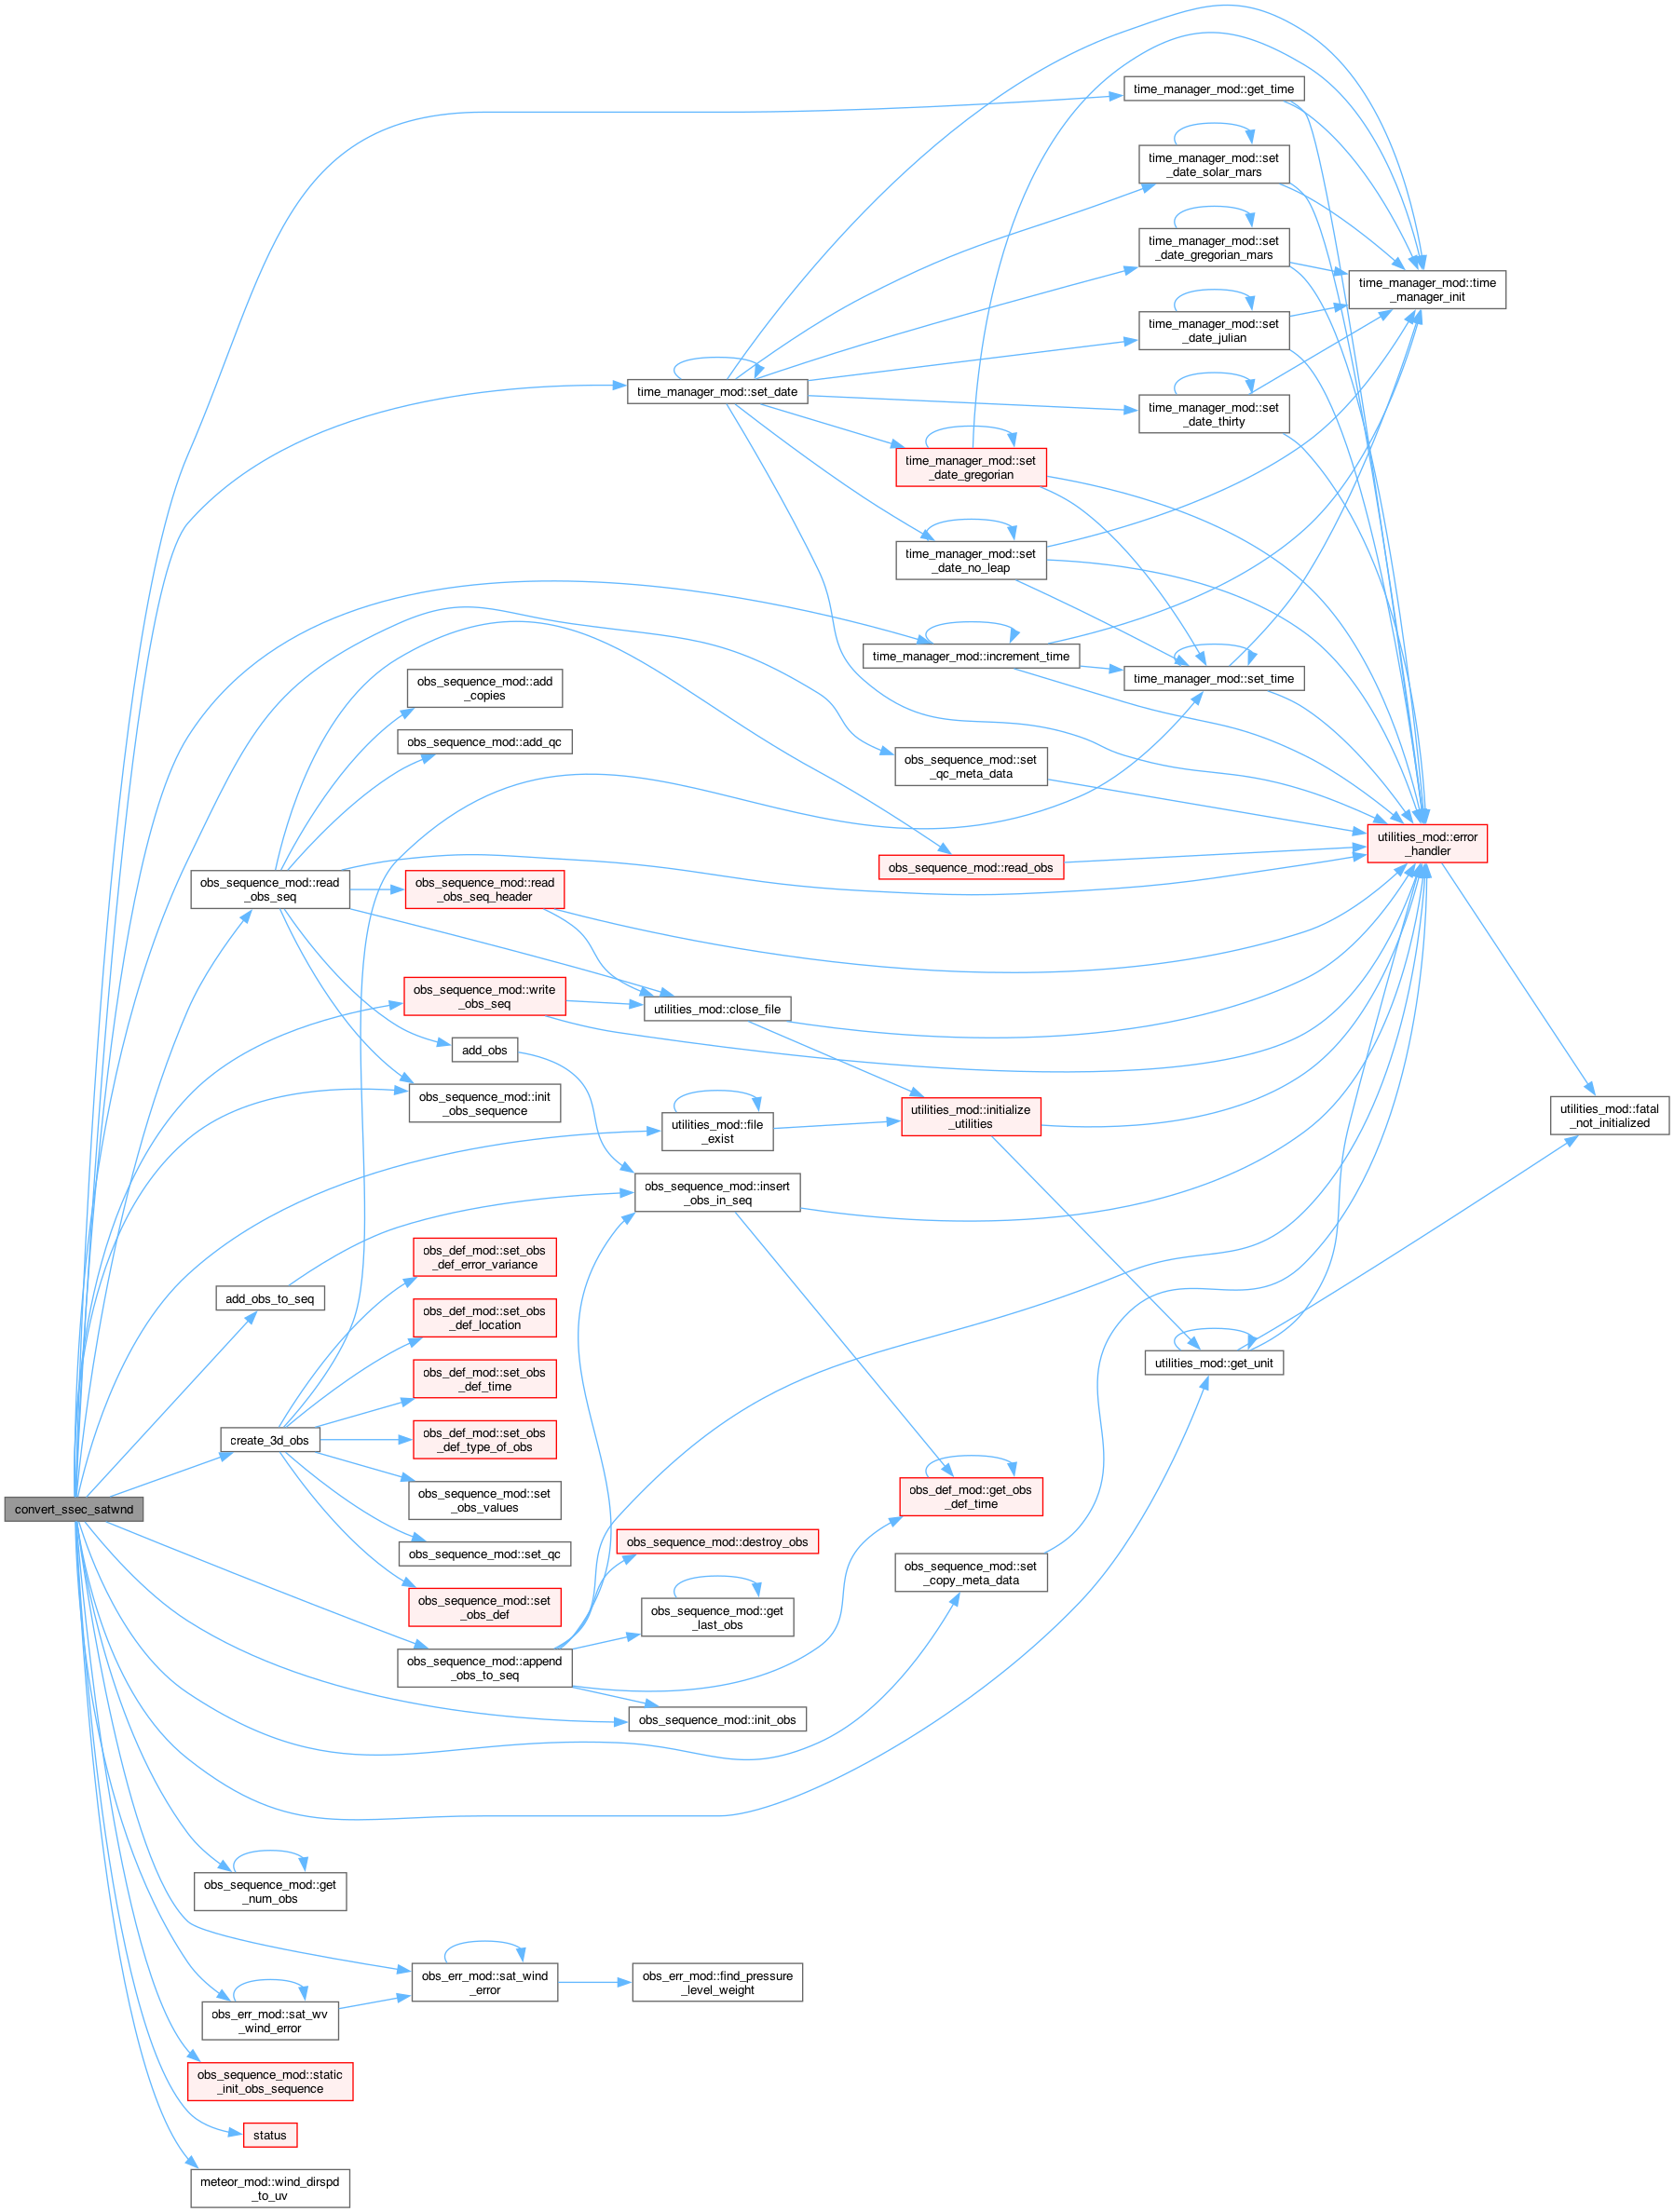 time_manager_mod::get_time
time_manager_mod::set
_date_solar_mars
time_manager_mod::set
_date_gregorian_mars
time_manager_mod::time
_manager_init
time_manager_mod::set
_date_julian
time_manager_mod::set_date
time_manager_mod::set
_date_thirty
time_manager_mod::set
_date_gregorian
time_manager_mod::set
_date_no_leap
time_manager_mod::increment_time
time_manager_mod::set_time
obs_sequence_mod::add
_copies
obs_sequence_mod::add_qc
obs_sequence_mod::set
_qc_meta_data
utilities_mod::error
_handler
obs_sequence_mod::read_obs
obs_sequence_mod::read
_obs_seq
obs_sequence_mod::read
_obs_seq_header
obs_sequence_mod::write
_obs_seq
utilities_mod::close_file
add_obs
obs_sequence_mod::init
_obs_sequence
utilities_mod::initialize
_utilities
utilities_mod::fatal
_not_initialized
utilities_mod::file
_exist
obs_sequence_mod::insert
_obs_in_seq
obs_def_mod::set_obs
_def_error_variance
add_obs_to_seq
obs_def_mod::set_obs
_def_location
utilities_mod::get_unit
obs_def_mod::set_obs
_def_time
create_3d_obs
obs_def_mod::set_obs
_def_type_of_obs
obs_sequence_mod::set
_obs_values
obs_def_mod::get_obs
_def_time
convert_ssec_satwnd
obs_sequence_mod::destroy_obs
obs_sequence_mod::set_qc
obs_sequence_mod::set
_copy_meta_data
obs_sequence_mod::set
_obs_def
obs_sequence_mod::get
_last_obs
obs_sequence_mod::append
_obs_to_seq
obs_sequence_mod::init_obs
obs_sequence_mod::get
_num_obs
obs_err_mod::sat_wind
_error
obs_err_mod::find_pressure
_level_weight
obs_err_mod::sat_wv
_wind_error
obs_sequence_mod::static
_init_obs_sequence
status
meteor_mod::wind_dirspd
_to_uv